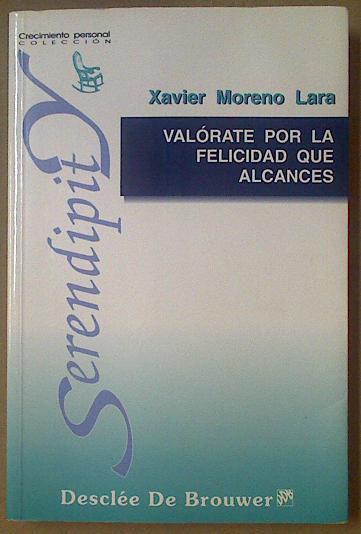 Crecimiento personal
COLECCIÓN
Serendipity
Xavier Moreno Lara
VALÓRATE POR LA
FELICIDAD QUE
ALCANCES
Desclée De Brouwer